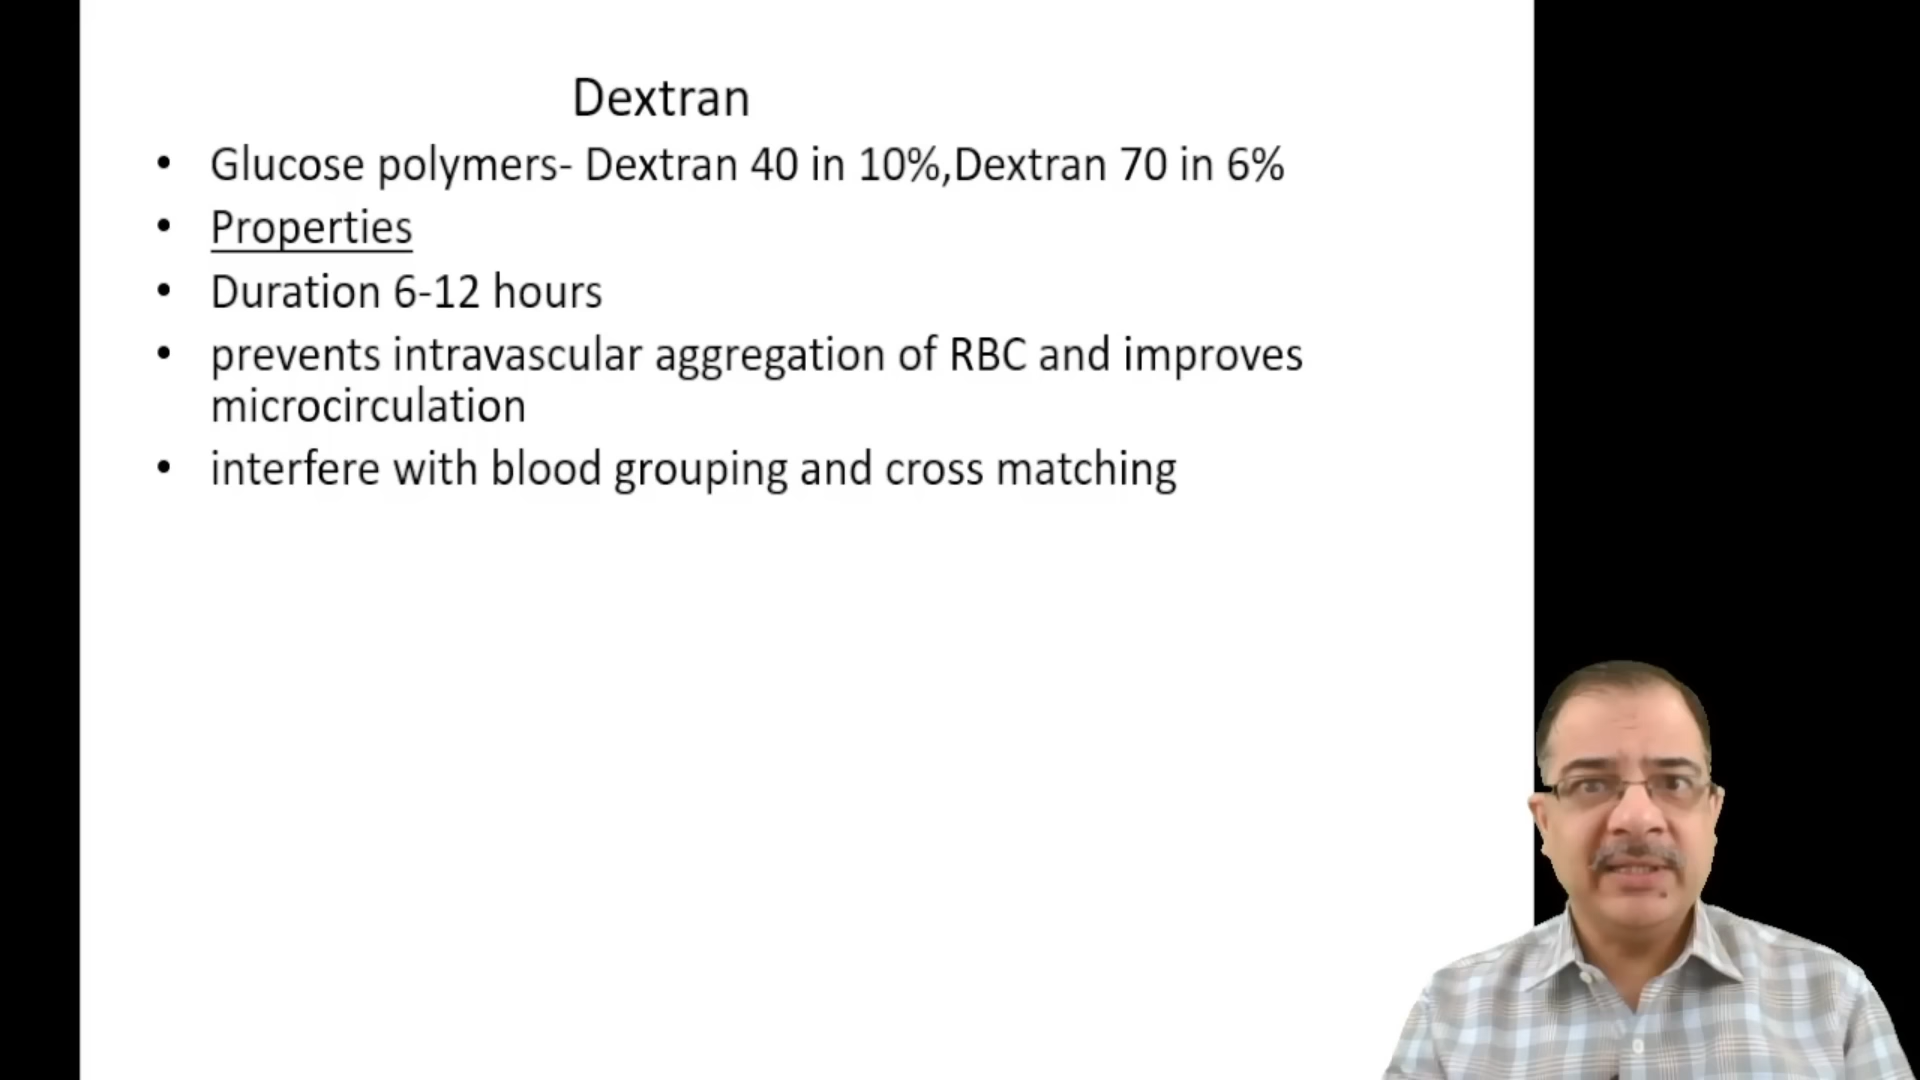 Dextran
• Glucose polymers- Dextran 40 in 10%,Dextran 70 in 6%
• Properties
• Duration 6-12 hours
• prevents intravascular aggregation of RBC and improves
microcirculation
• interfere with blood grouping and cross matching